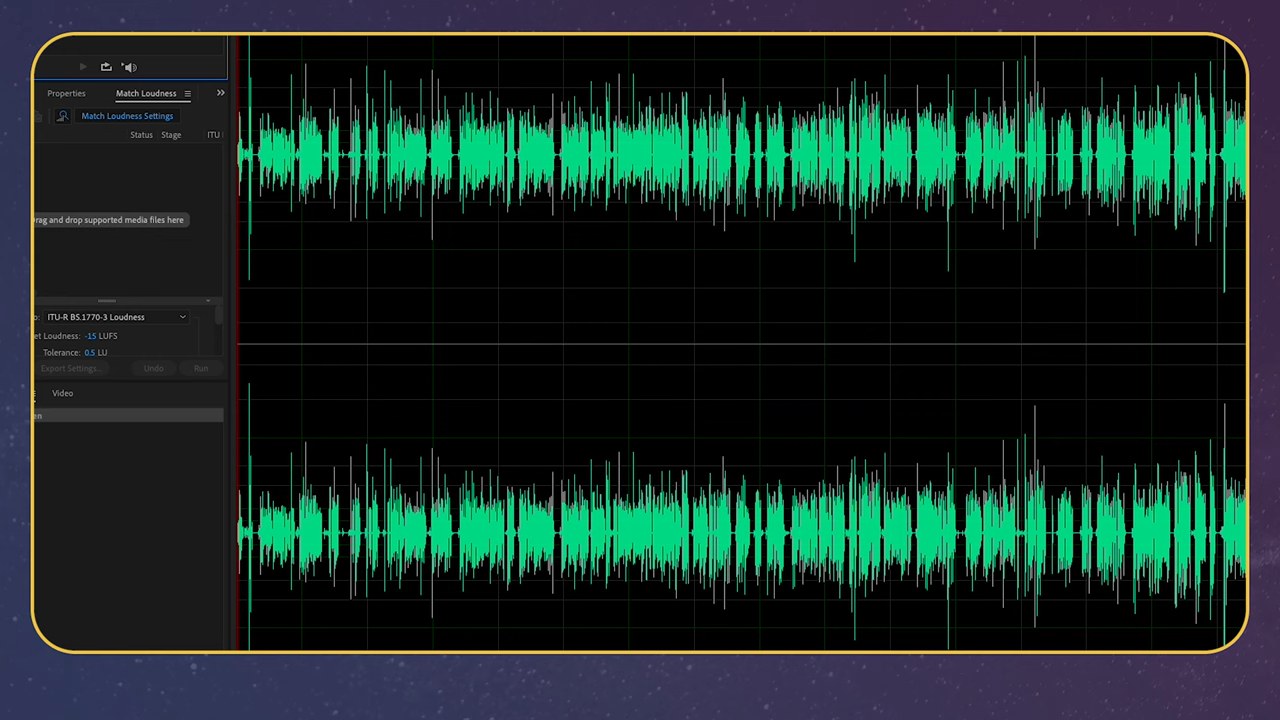 Properties Match Loudness
Match Loudness Settings
Status Stage ITU
rag and drop supported media files here
o: ITU-R BS.1770-3 Loudness
et Loudness: -15 LUFS
Tolerance: 0.5 LU
Export Settings... Undo Run
Video
en